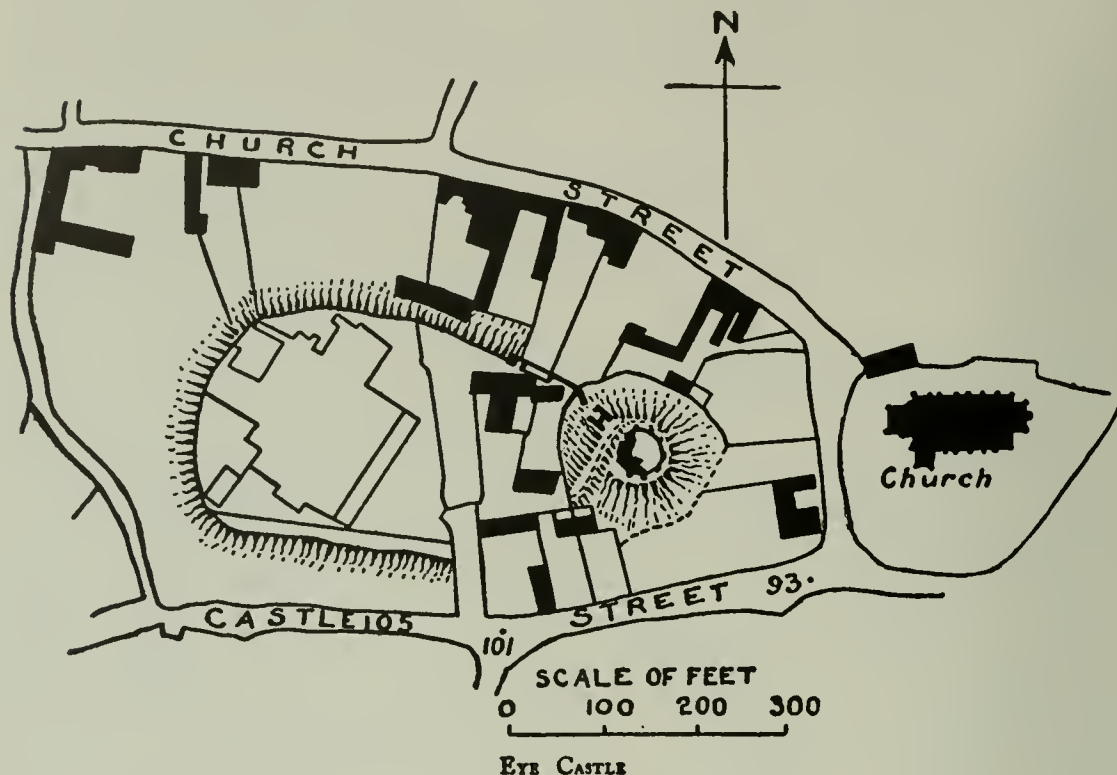 N
CHURCH STREET
Church
CASTLE 105 STREET 93.
101
SCALE OF FEET
0 100 200 300
EYE CASTLE